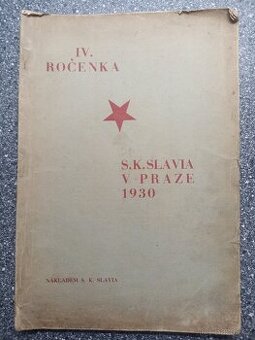 IV.
ROČENKA
S.K.SLAVIA
V PRAZE
1930
NÁKLADEM S. K. SLAVIA